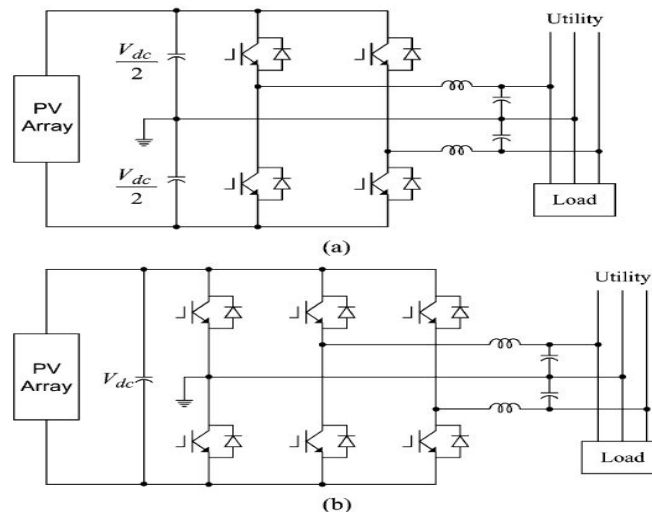 Utility
V_dc
2
PV
Array
V_dc
2
Load
(a)
Utility
PV
Array
V_dc
Load
(b)